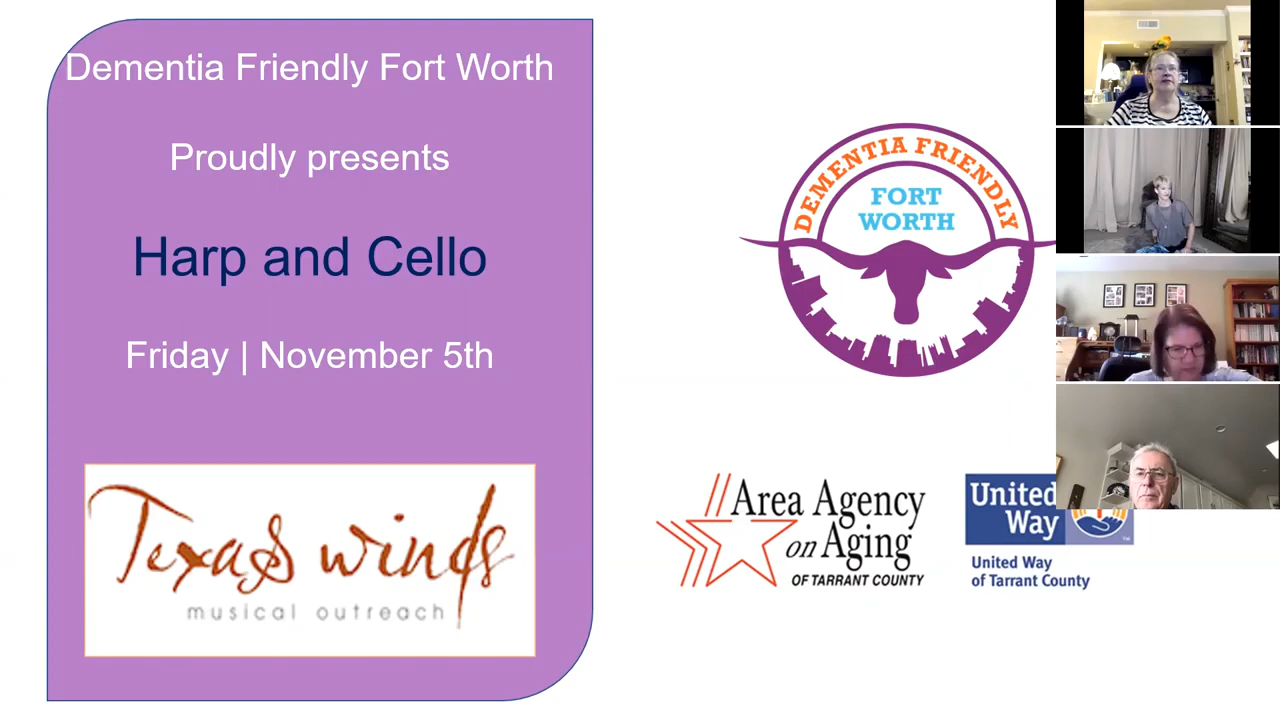 Dementia Friendly Fort Worth
Proudly presents
Harp and Cello
Friday | November 5th
Texas winds
musical outreach
DEMENTIA FRIENDLY
FORT
WORTH
Area Agency
on Aging
OF TARRANT COUNTY
United
Way
United Way
of Tarrant County